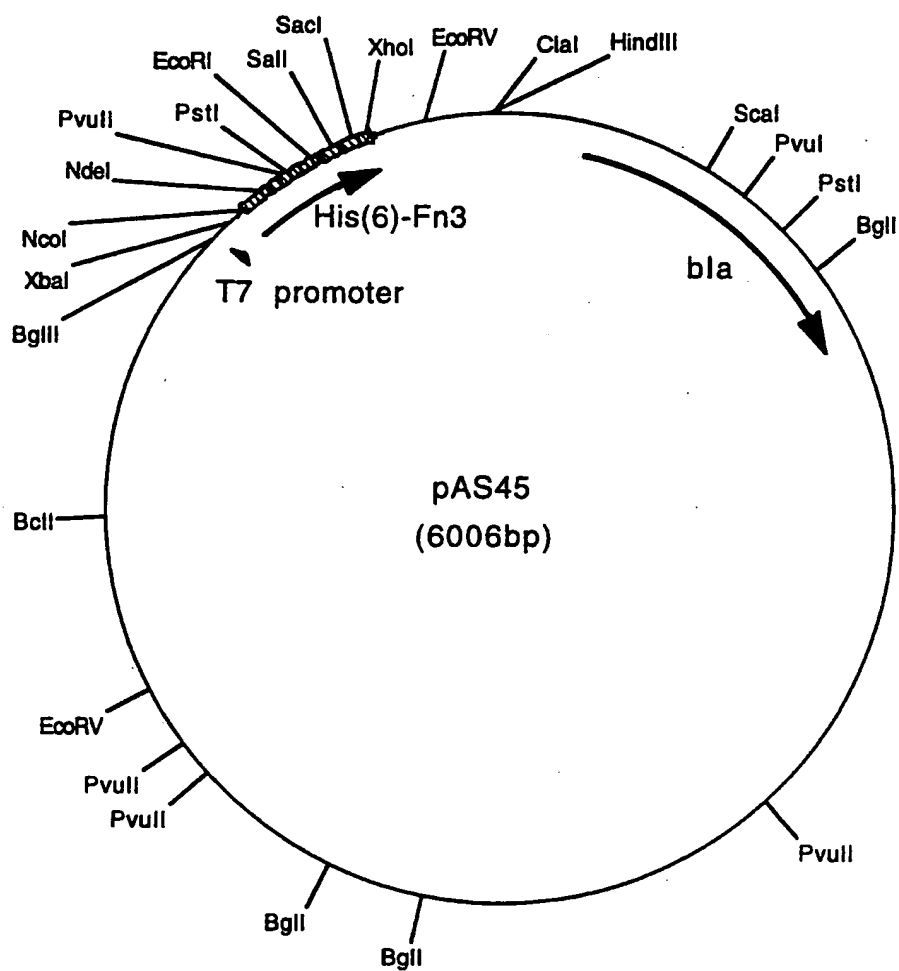 SacI
XhoI
EcoRV
ClaI
HindIII
EcoRI
SalI
PvuII
PstI
ScaI
PvuI
NdeI
PstI
NcoI
His(6)-Fn3
BglI
XbaI
bla
T7 promoter
BglII
pAS45
BclI
(6006bp)
EcoRV
PvuII
PvuII
PvuII
BglI
BglI